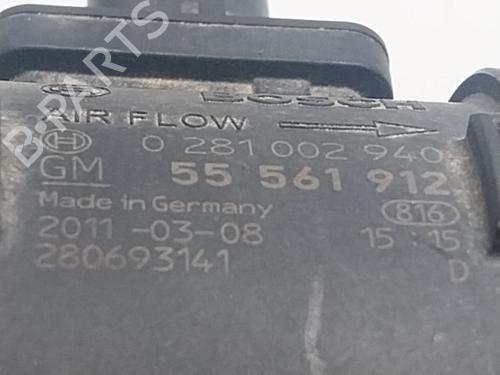 BOSCH
AIR FLOW
0 281 002 940
GM 55 561 912
Made in Germany 816
2011-03-08 15:15
280693141 D
B-PARTS